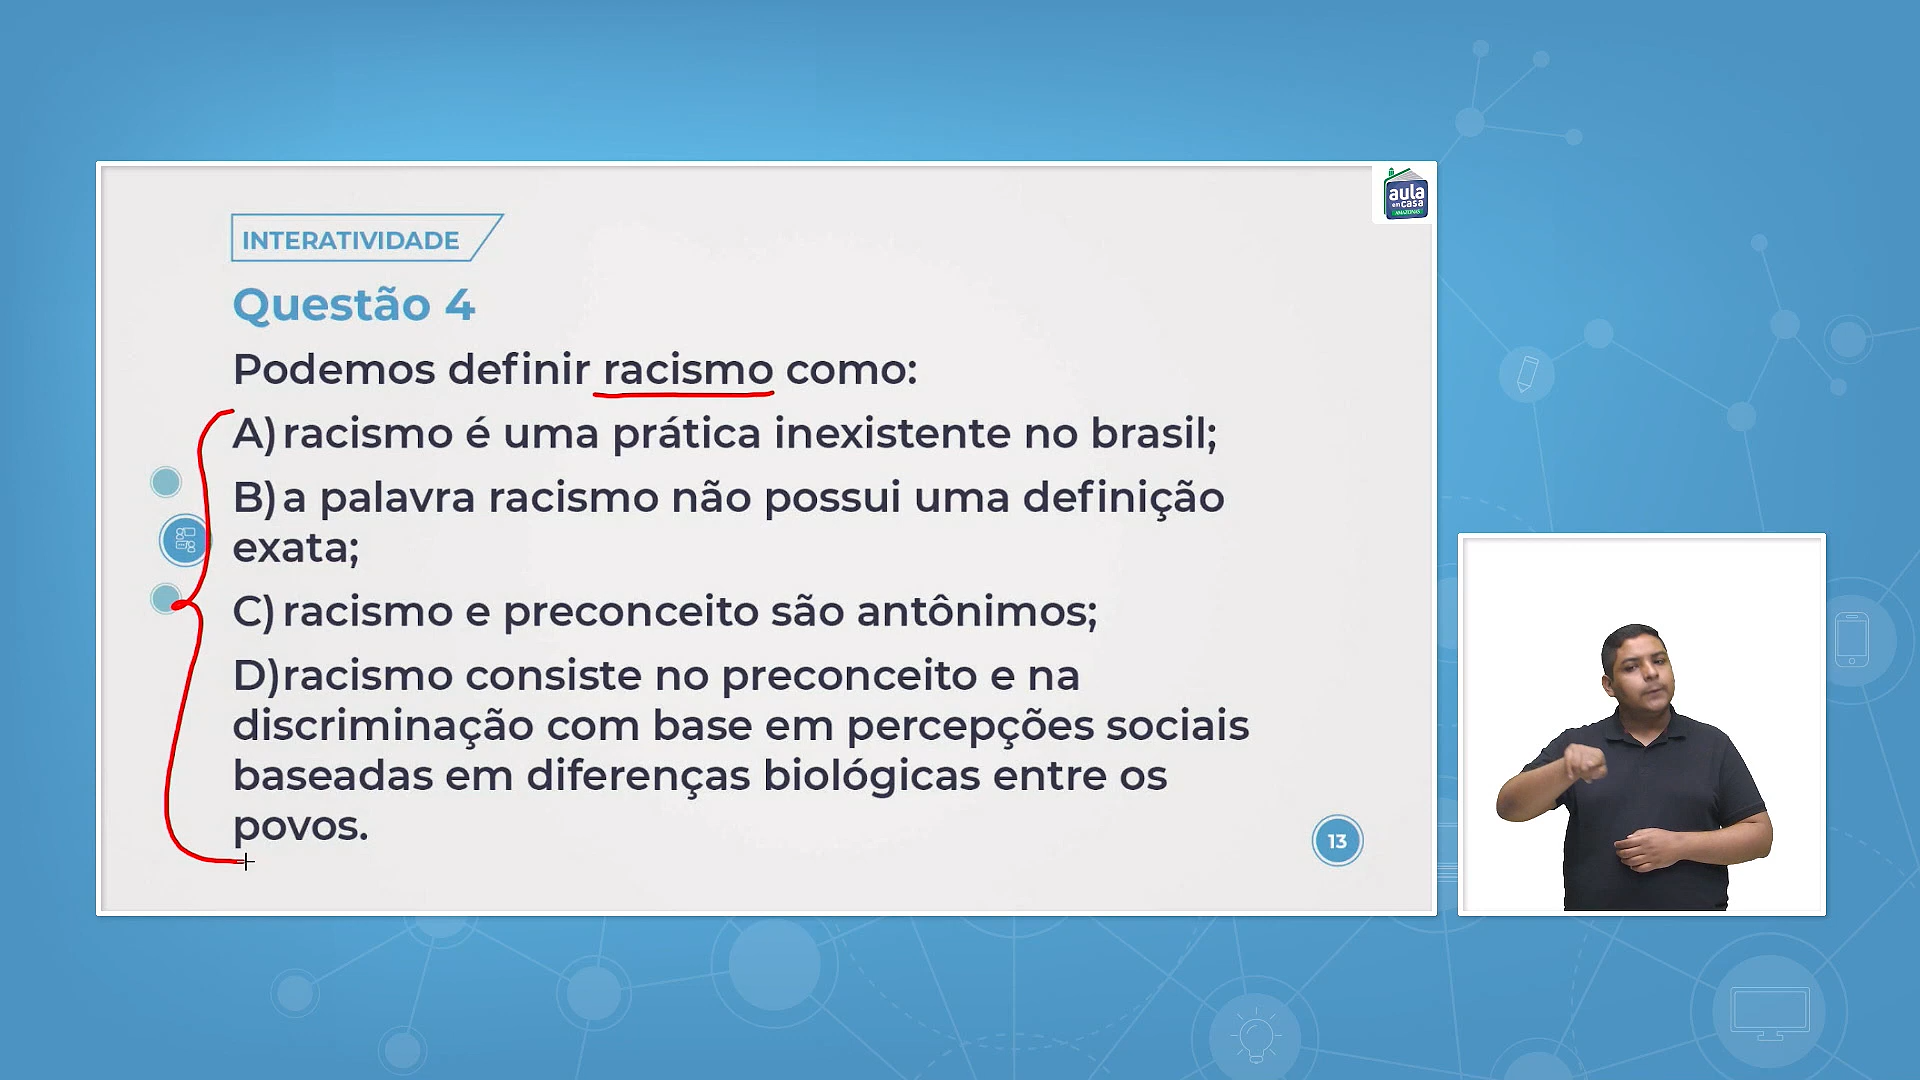 aula
em casa
AMAZONAS
INTERATIVIDADE
Questão 4
Podemos definir racismo como:
A) racismo é uma prática inexistente no brasil;
B) a palavra racismo não possui uma definição
exata;
C) racismo e preconceito são antônimos;
D)racismo consiste no preconceito e na
discriminação com base em percepções sociais
baseadas em diferenças biológicas entre os
povos.
13